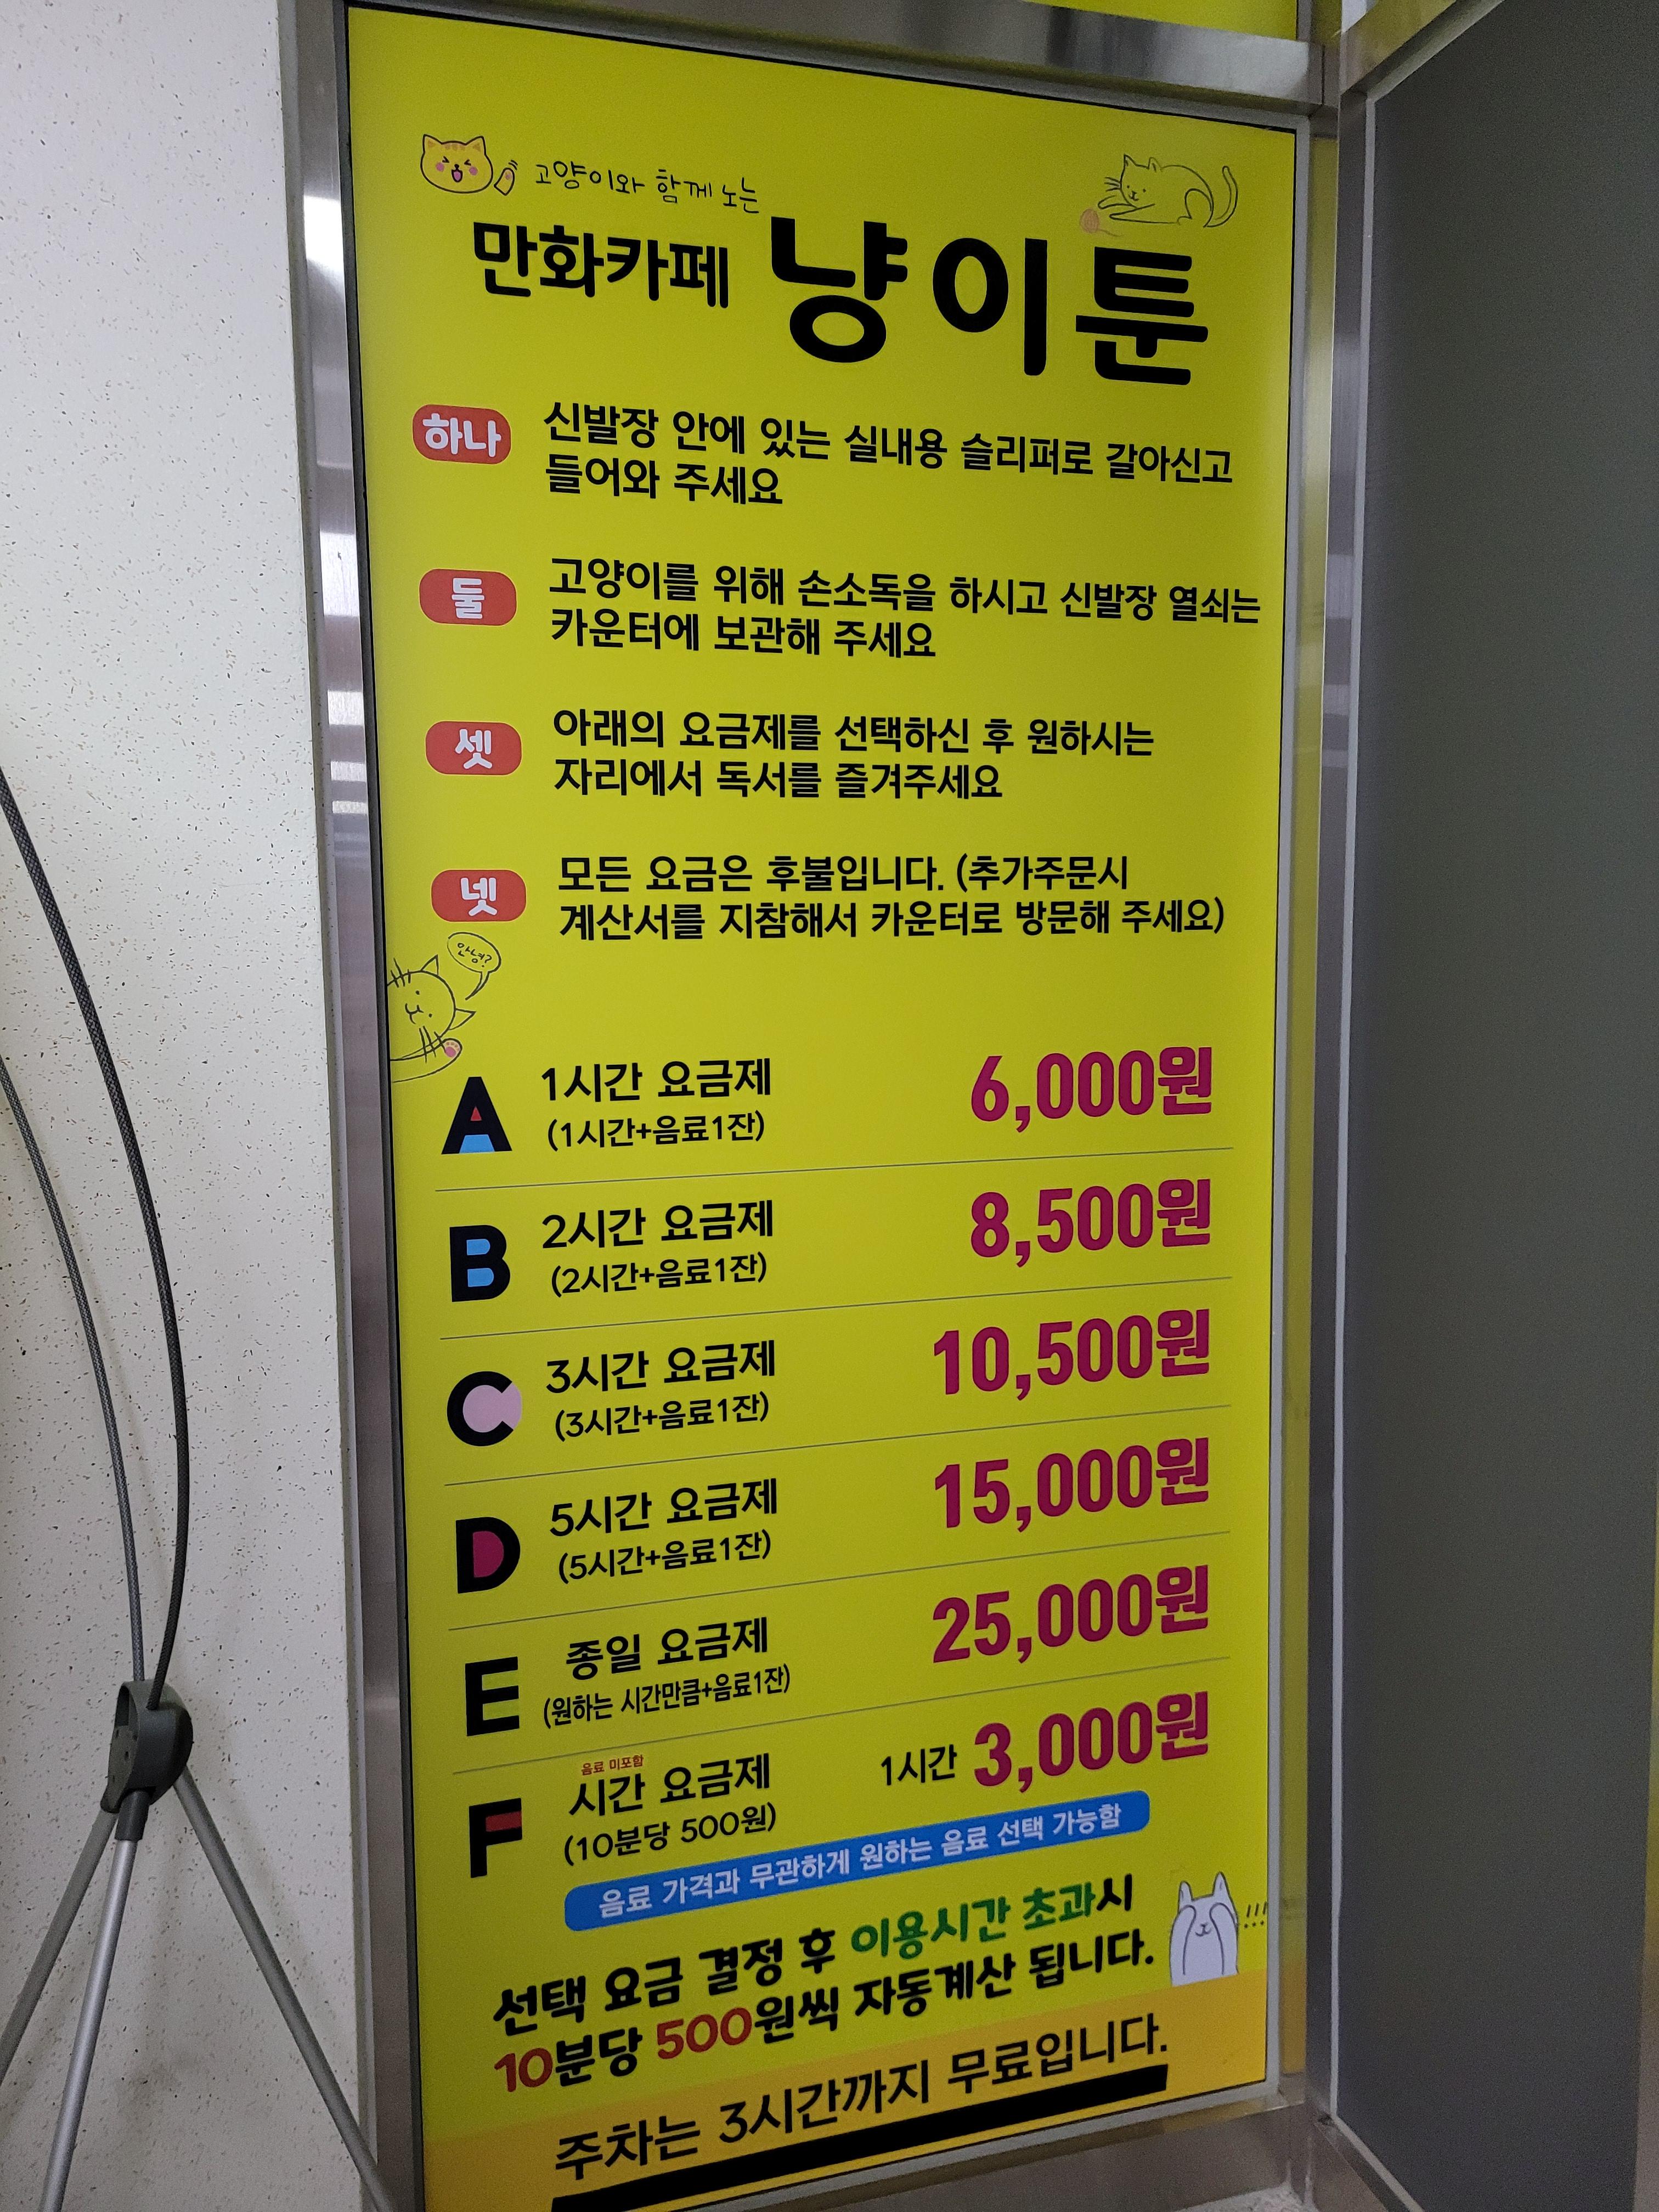 고양이와 함께 노는
만화카페 냥이툰
하나 신발장 안에 있는 실내용 슬리퍼로 갈아신고
들어와 주세요
둘 고양이를 위해 손소독을 하시고 신발장 열쇠는
카운터에 보관해 주세요
셋 아래의 요금제를 선택하신 후 원하시는
자리에서 독서를 즐겨주세요
넷 모든 요금은 후불입니다. (추가주문시
계산서를 지참해서 카운터로 방문해 주세요)
안녕?
A 1시간 요금제 6,000원
(1시간+음료1잔)
B 2시간 요금제 8,500원
(2시간+음료1잔)
C 3시간 요금제 10,500원
(3시간+음료1잔)
D 5시간 요금제 15,000원
(5시간+음료1잔)
E 종일 요금제 25,000원
(원하는 시간만큼+음료1잔)
음료 미포함
F 시간 요금제 1시간 3,000원
(10분당 500원)
음료 가격과 무관하게 원하는 음료 선택 가능함
선택 요금 결정 후 이용시간 초과시
10분당 500원씩 자동계산 됩니다.
!!!
주차는 3시간까지 무료입니다.